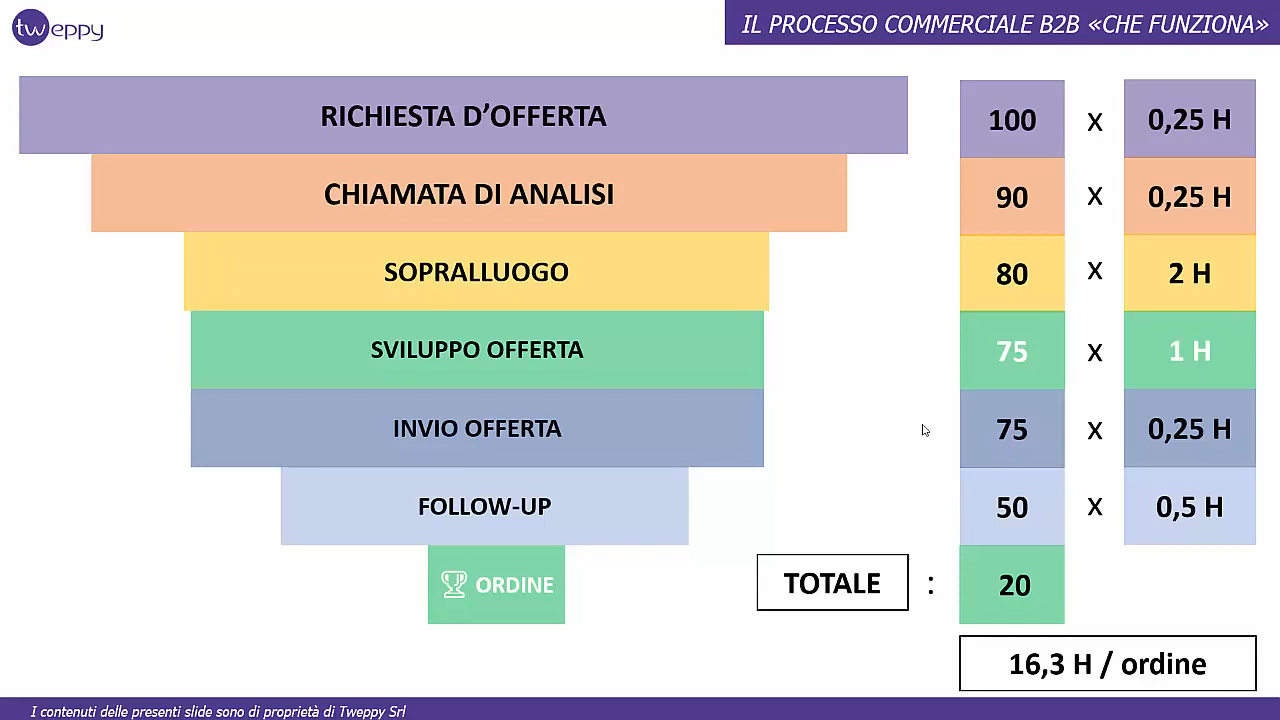 tweppy
IL PROCESSO COMMERCIALE B2B «CHE FUNZIONA»
RICHIESTA D’OFFERTA 100 x 0,25 H
CHIAMATA DI ANALISI 90 x 0,25 H
SOPRALLUOGO 80 x 2 H
SVILUPPO OFFERTA 75 x 1 H
INVIO OFFERTA 75 x 0,25 H
FOLLOW-UP 50 x 0,5 H
ORDINE TOTALE : 20
16,3 H / ordine
I contenuti delle presenti slide sono di proprietà di Tweppy Srl